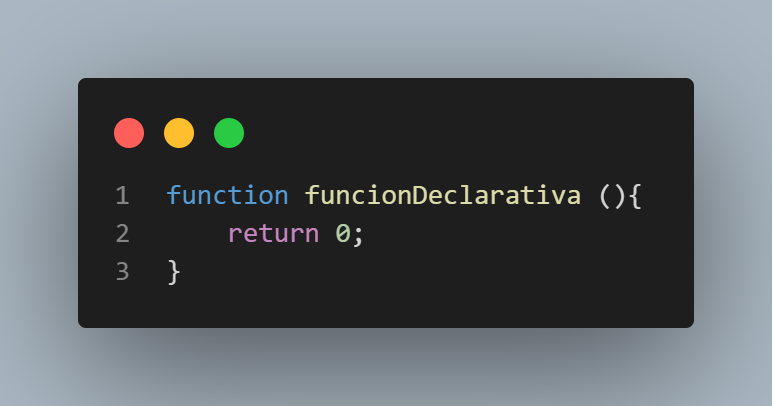 1 function funcionDeclarativa (){
2 return 0;
3 }